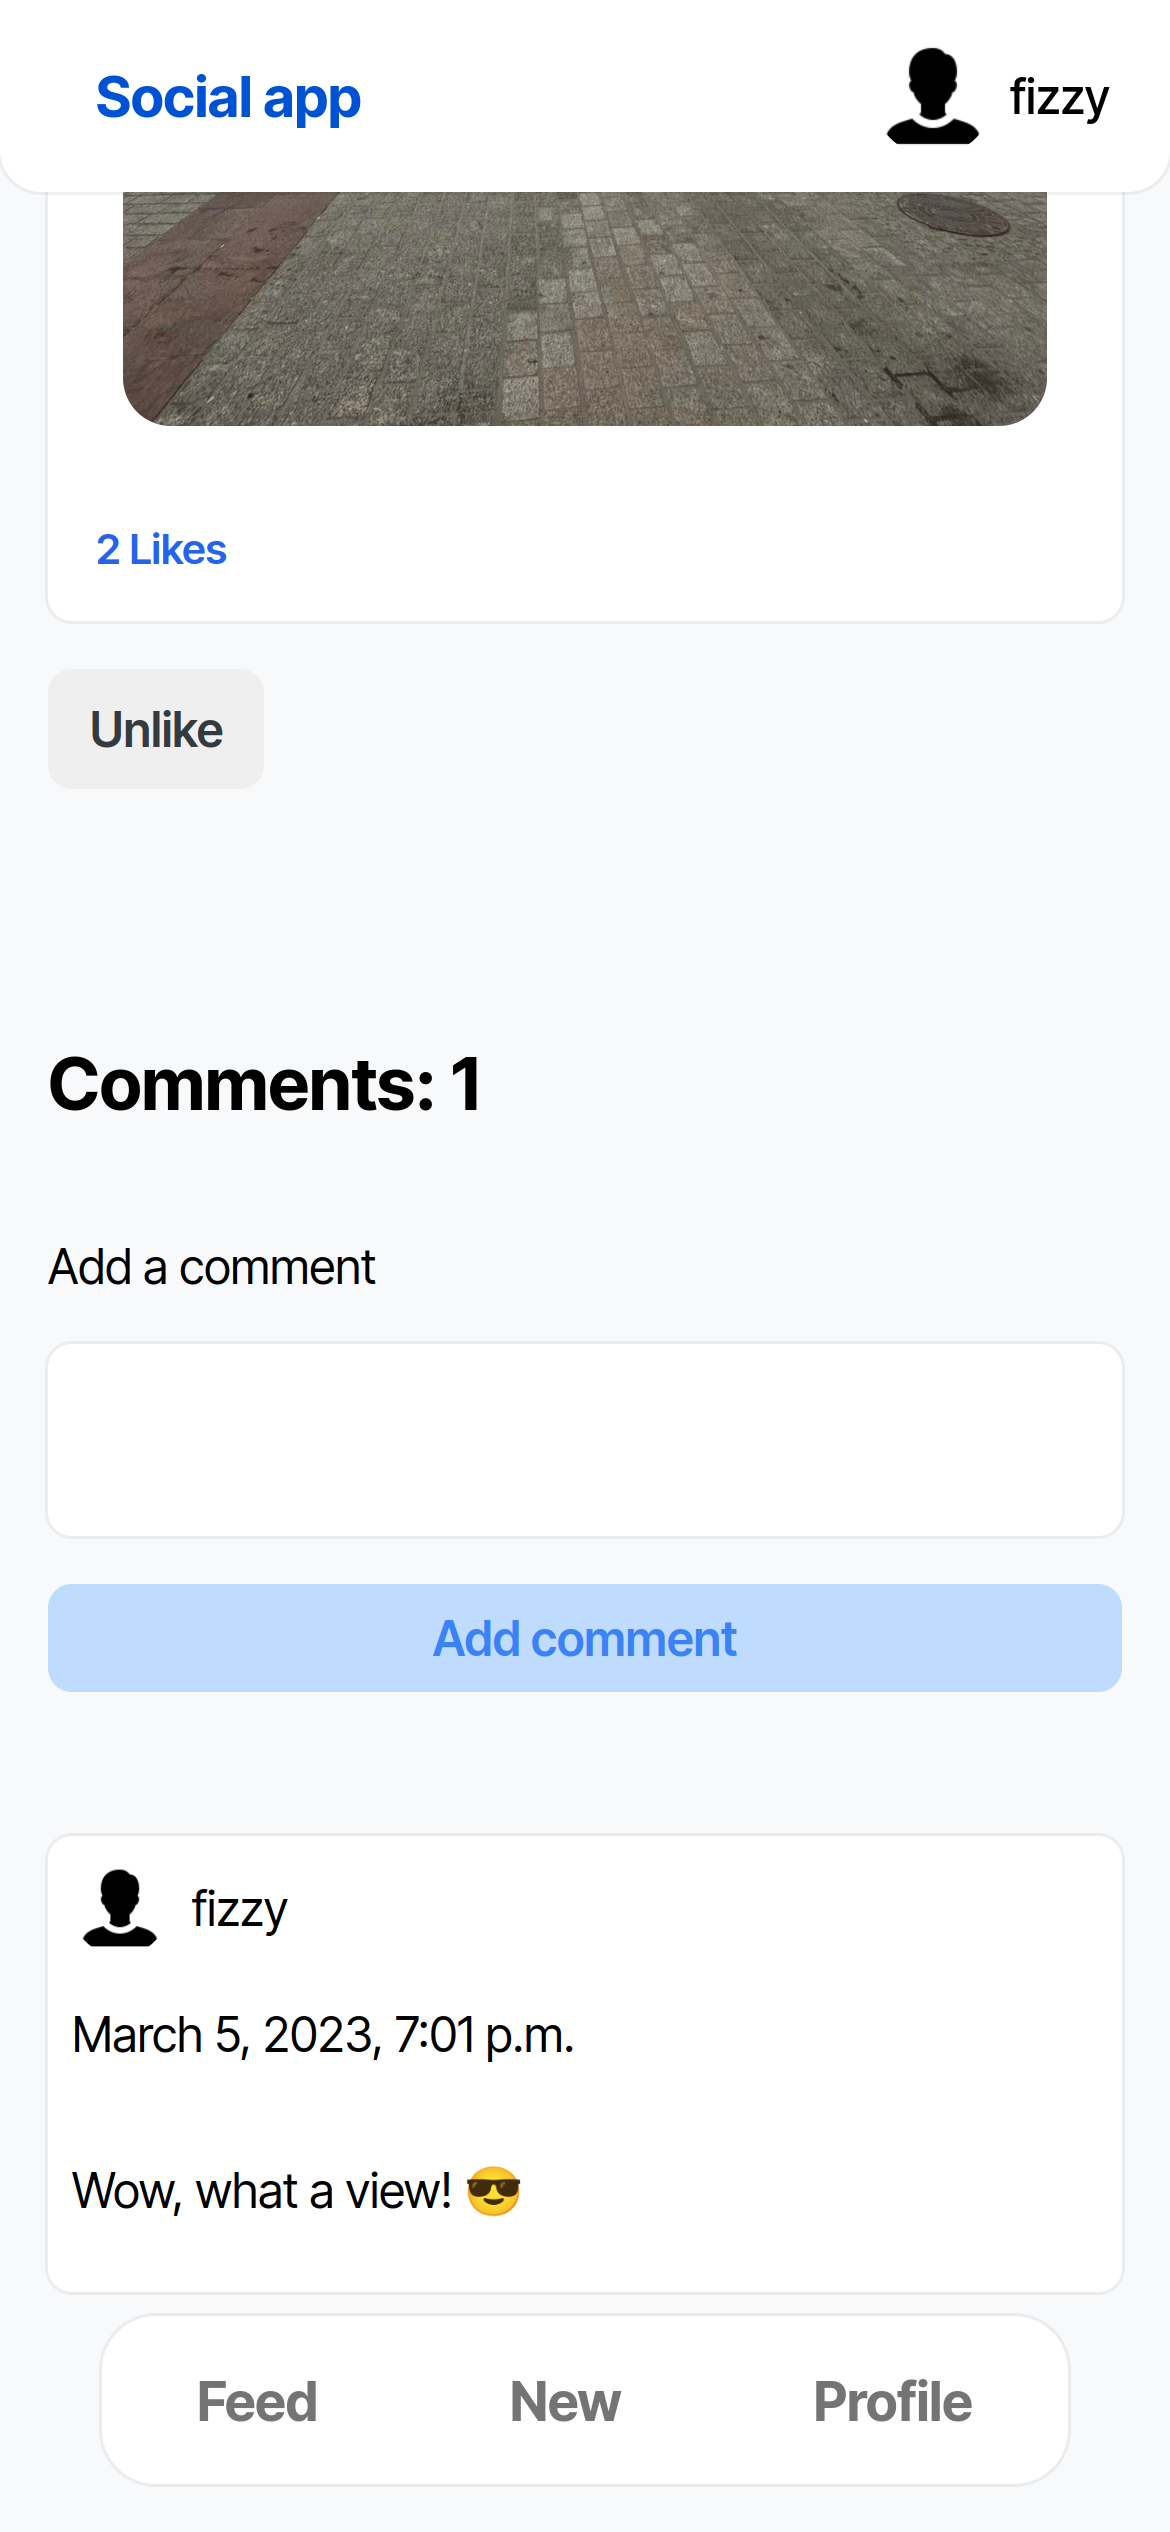 Social app
fizzy
2 Likes
Unlike
Comments: 1
Add a comment
Add comment
fizzy
March 5, 2023, 7:01 p.m.
Wow, what a view! 😎
Feed New Profile